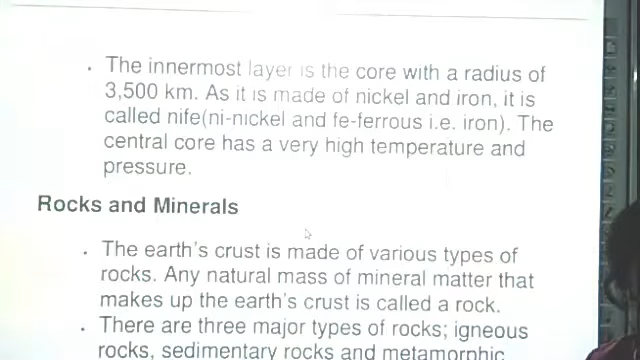 • The innermost layer is the core with a radius of
3,500 km. As it is made of nickel and iron, it is
called nife(ni-nickel and fe-ferrous i.e. iron). The
central core has a very high temperature and
pressure.
Rocks and Minerals
• The earth's crust is made of various types of
rocks. Any natural mass of mineral matter that
makes up the earth's crust is called a rock.
• There are three major types of rocks; igneous
rocks, sedimentary rocks and metamorphic